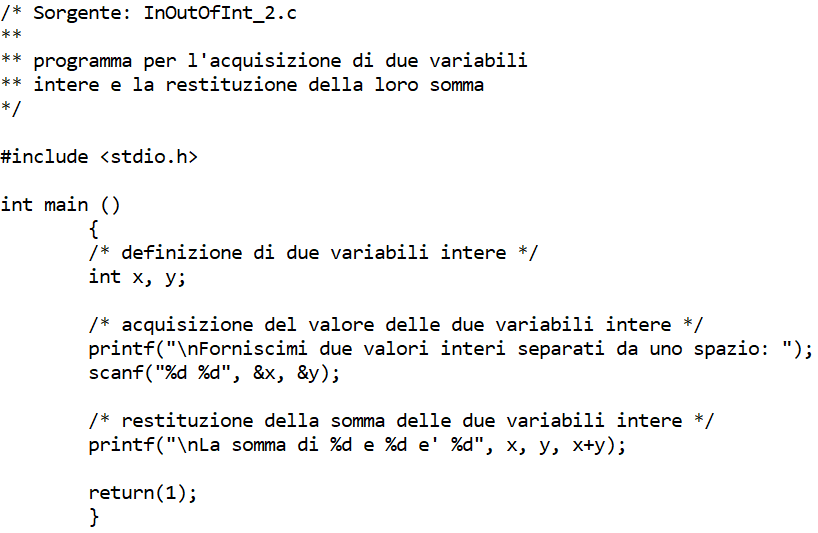 /* Sorgente: InOutOfInt_2.c
**
** programma per l'acquisizione di due variabili
** intere e la restituzione della loro somma
*/
#include <stdio.h>
int main ()
{
/* definizione di due variabili intere */
int x, y;
/* acquisizione del valore delle due variabili intere */
printf("\nForniscimi due valori interi separati da uno spazio: ");
scanf("%d %d", &x, &y);
/* restituzione della somma delle due variabili intere */
printf("\nLa somma di %d e %d e' %d", x, y, x+y);
return(1);
}